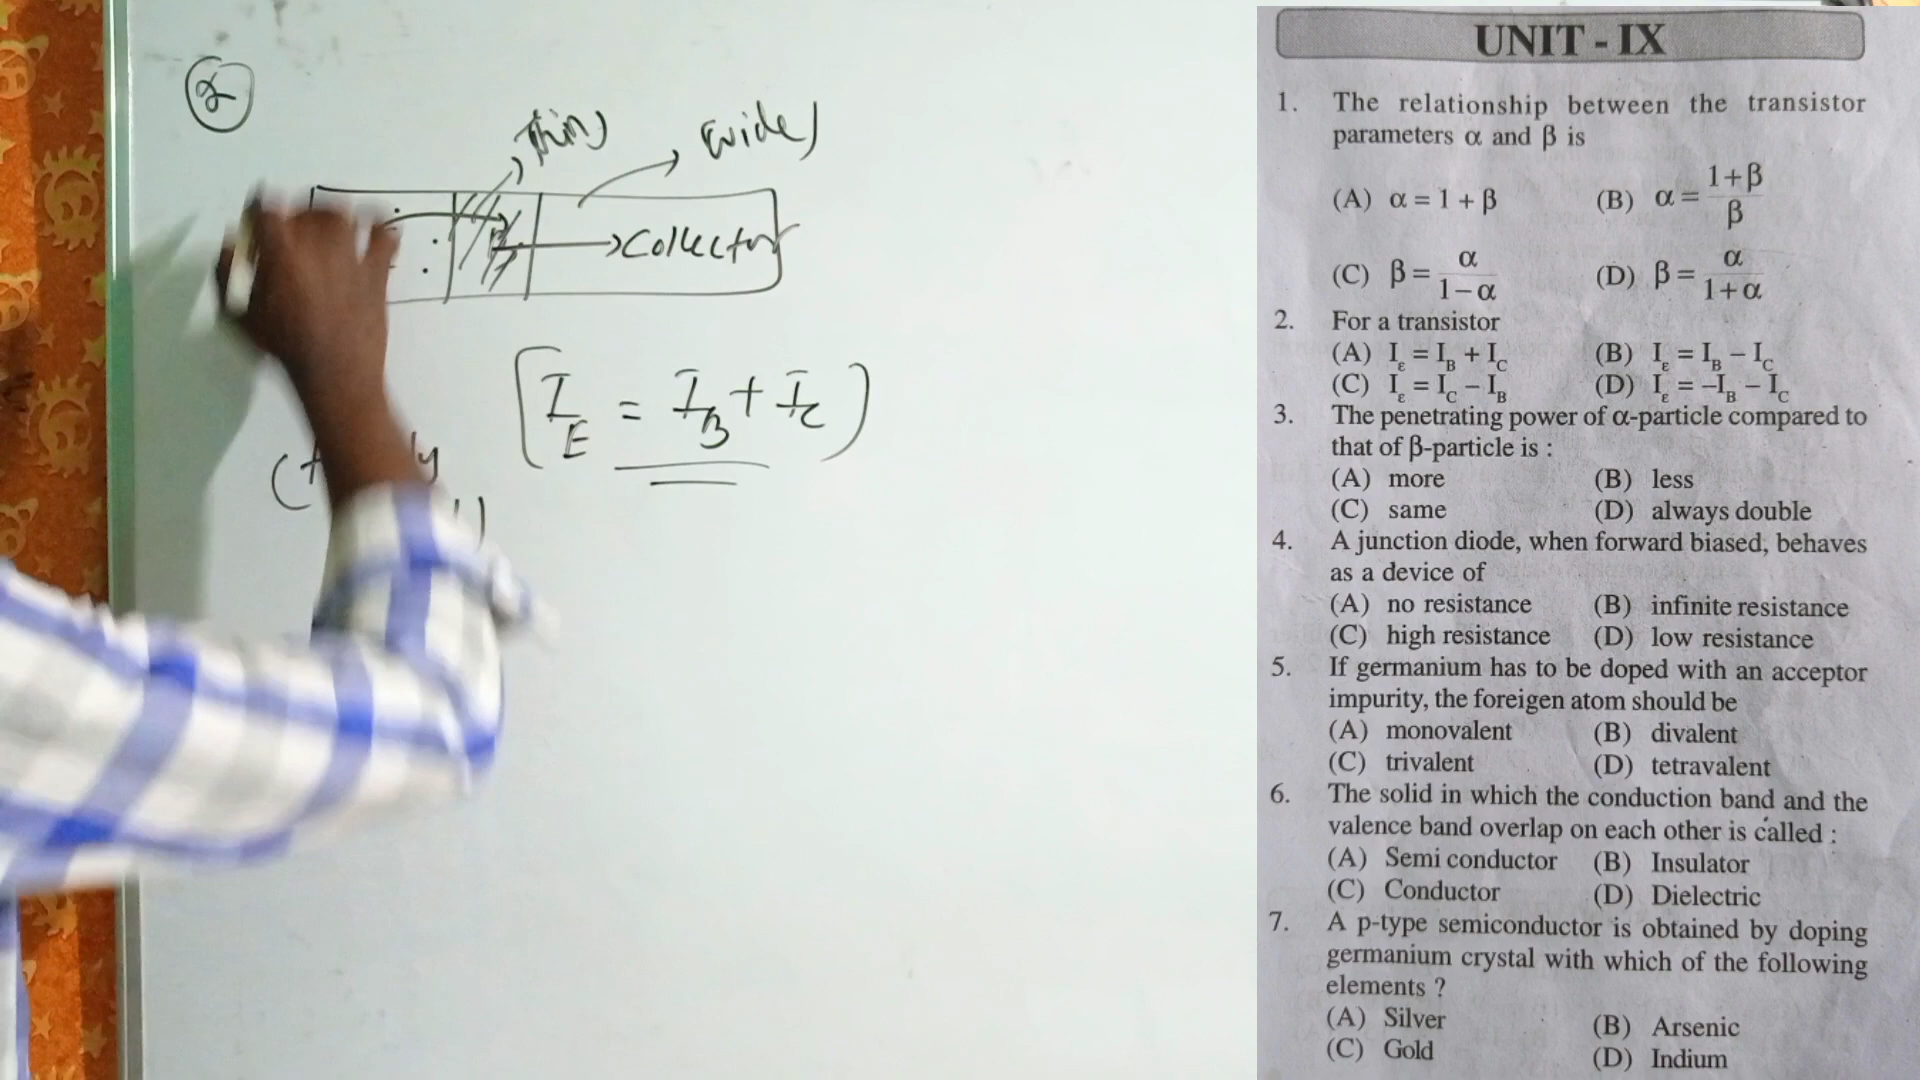 2
Thin
wide
Collector
I_E = I_B + I_C
UNIT - IX
1. The relationship between the transistor
parameters α and β is
(A) α = 1 + β (B) α = (1+β)/β
(C) β = α/(1−α) (D) β = α/(1+α)
2. For a transistor
(A) I_ε = I_B + I_C (B) I_ε = I_B − I_C
(C) I_ε = I_C − I_B (D) I_ε = −I_B − I_C
3. The penetrating power of α-particle compared to
that of β-particle is :
(A) more (B) less
(C) same (D) always double
4. A junction diode, when forward biased, behaves
as a device of
(A) no resistance (B) infinite resistance
(C) high resistance (D) low resistance
5. If germanium has to be doped with an acceptor
impurity, the foreigen atom should be
(A) monovalent (B) divalent
(C) trivalent (D) tetravalent
6. The solid in which the conduction band and the
valence band overlap on each other is called :
(A) Semi conductor (B) Insulator
(C) Conductor (D) Dielectric
7. A p-type semiconductor is obtained by doping
germanium crystal with which of the following
elements ?
(A) Silver (B) Arsenic
(C) Gold (D) Indium